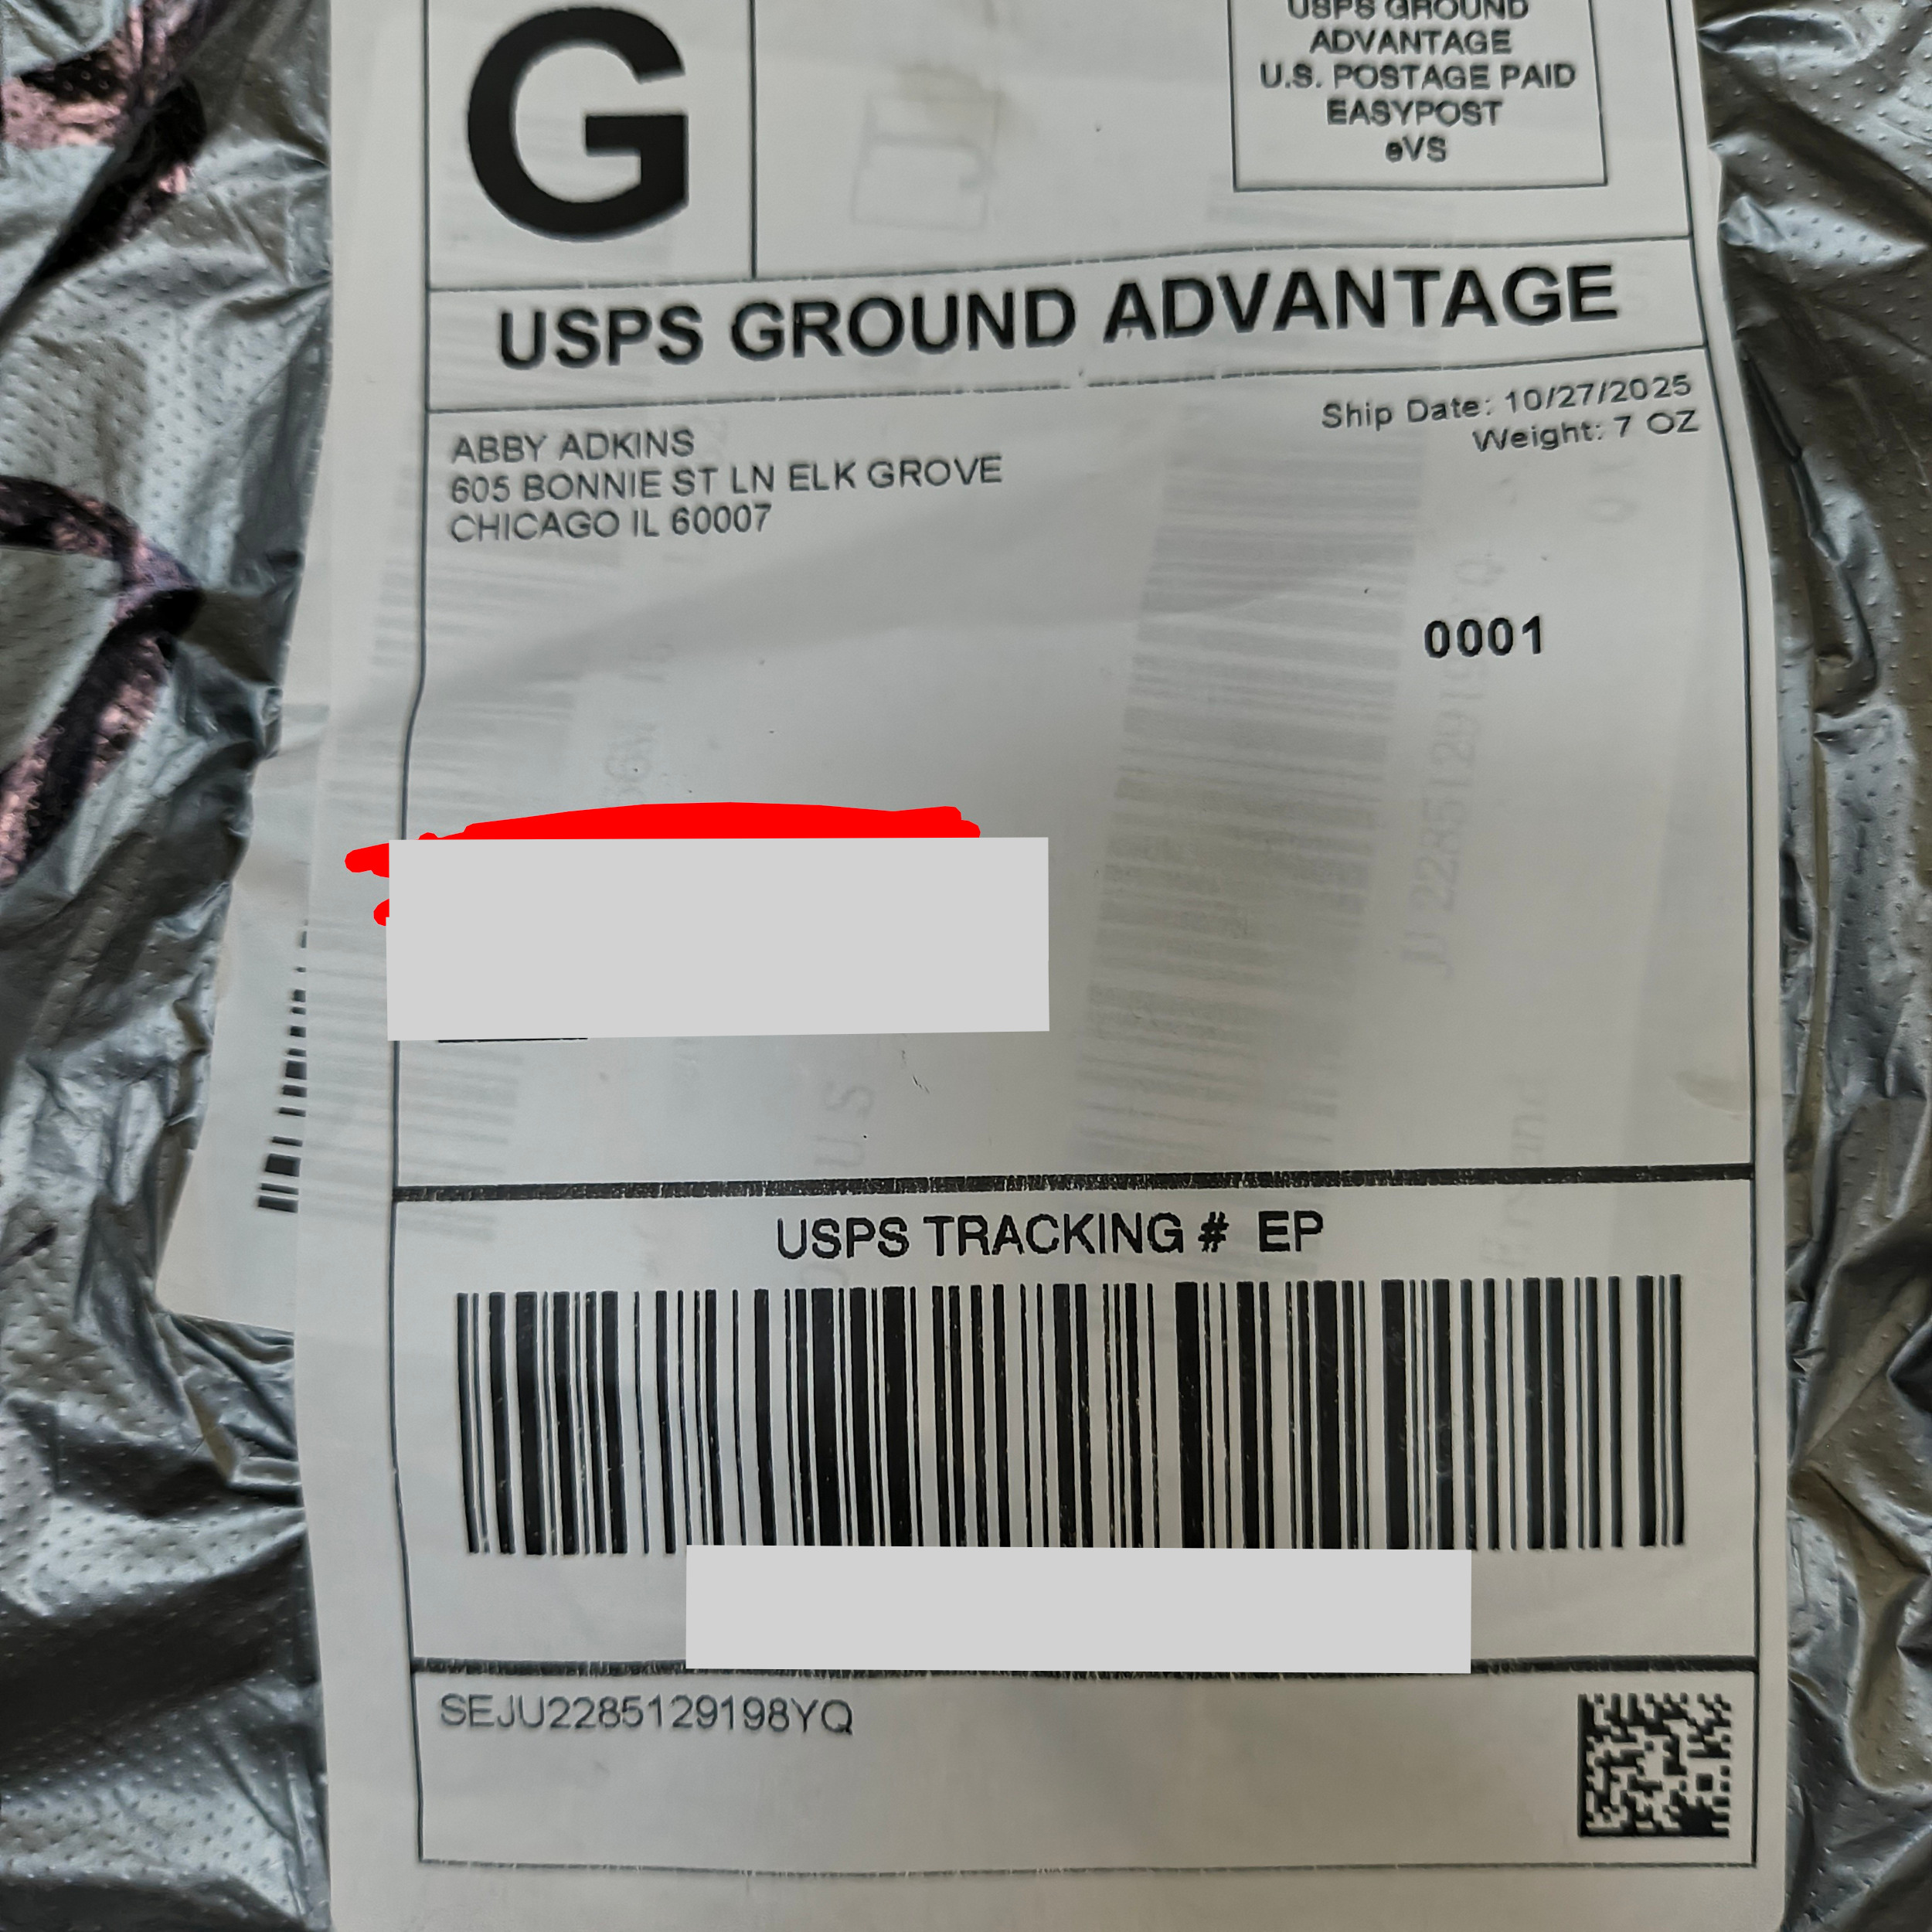 G
USPS GROUND
ADVANTAGE
U.S. POSTAGE PAID
EASYPOST
eVS
USPS GROUND ADVANTAGE
Ship Date: 10/27/2025
Weight: 7 OZ
ABBY ADKINS
605 BONNIE ST LN ELK GROVE
CHICAGO IL 60007
0001
USPS TRACKING # EP
SEJU2285129198YQ